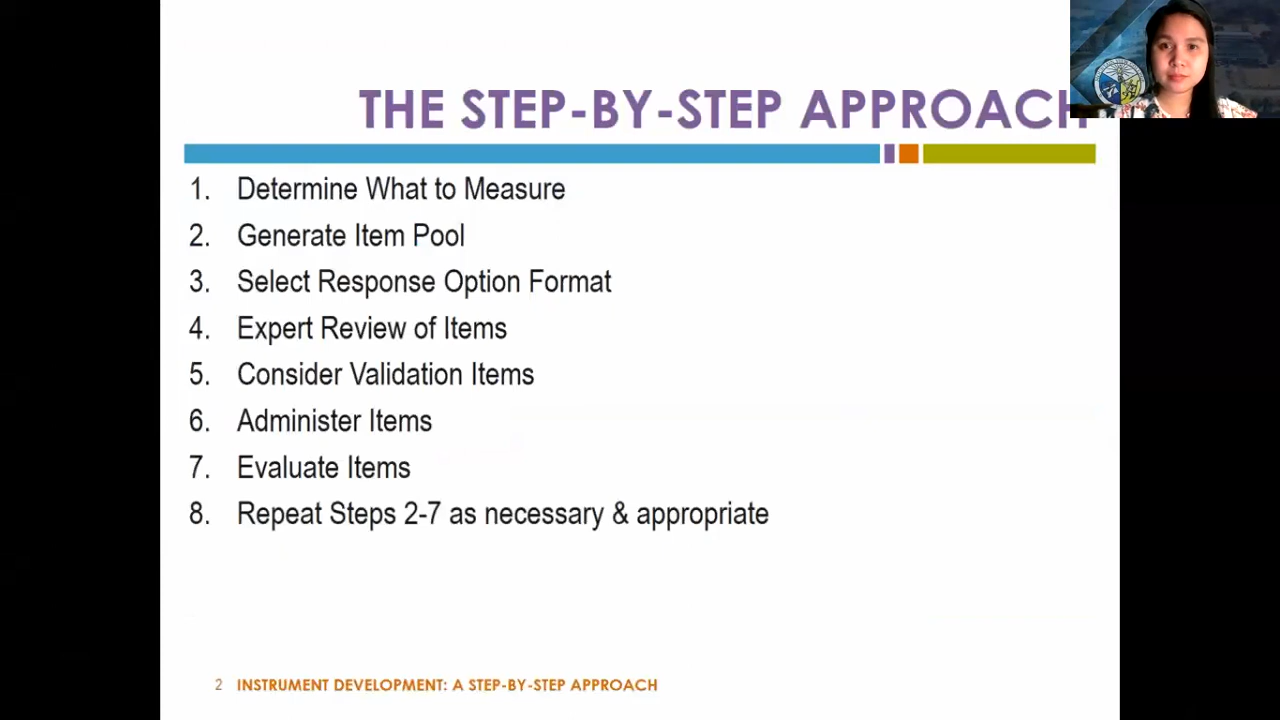 THE STEP-BY-STEP APPROACH
1. Determine What to Measure
2. Generate Item Pool
3. Select Response Option Format
4. Expert Review of Items
5. Consider Validation Items
6. Administer Items
7. Evaluate Items
8. Repeat Steps 2-7 as necessary & appropriate
2 INSTRUMENT DEVELOPMENT: A STEP-BY-STEP APPROACH